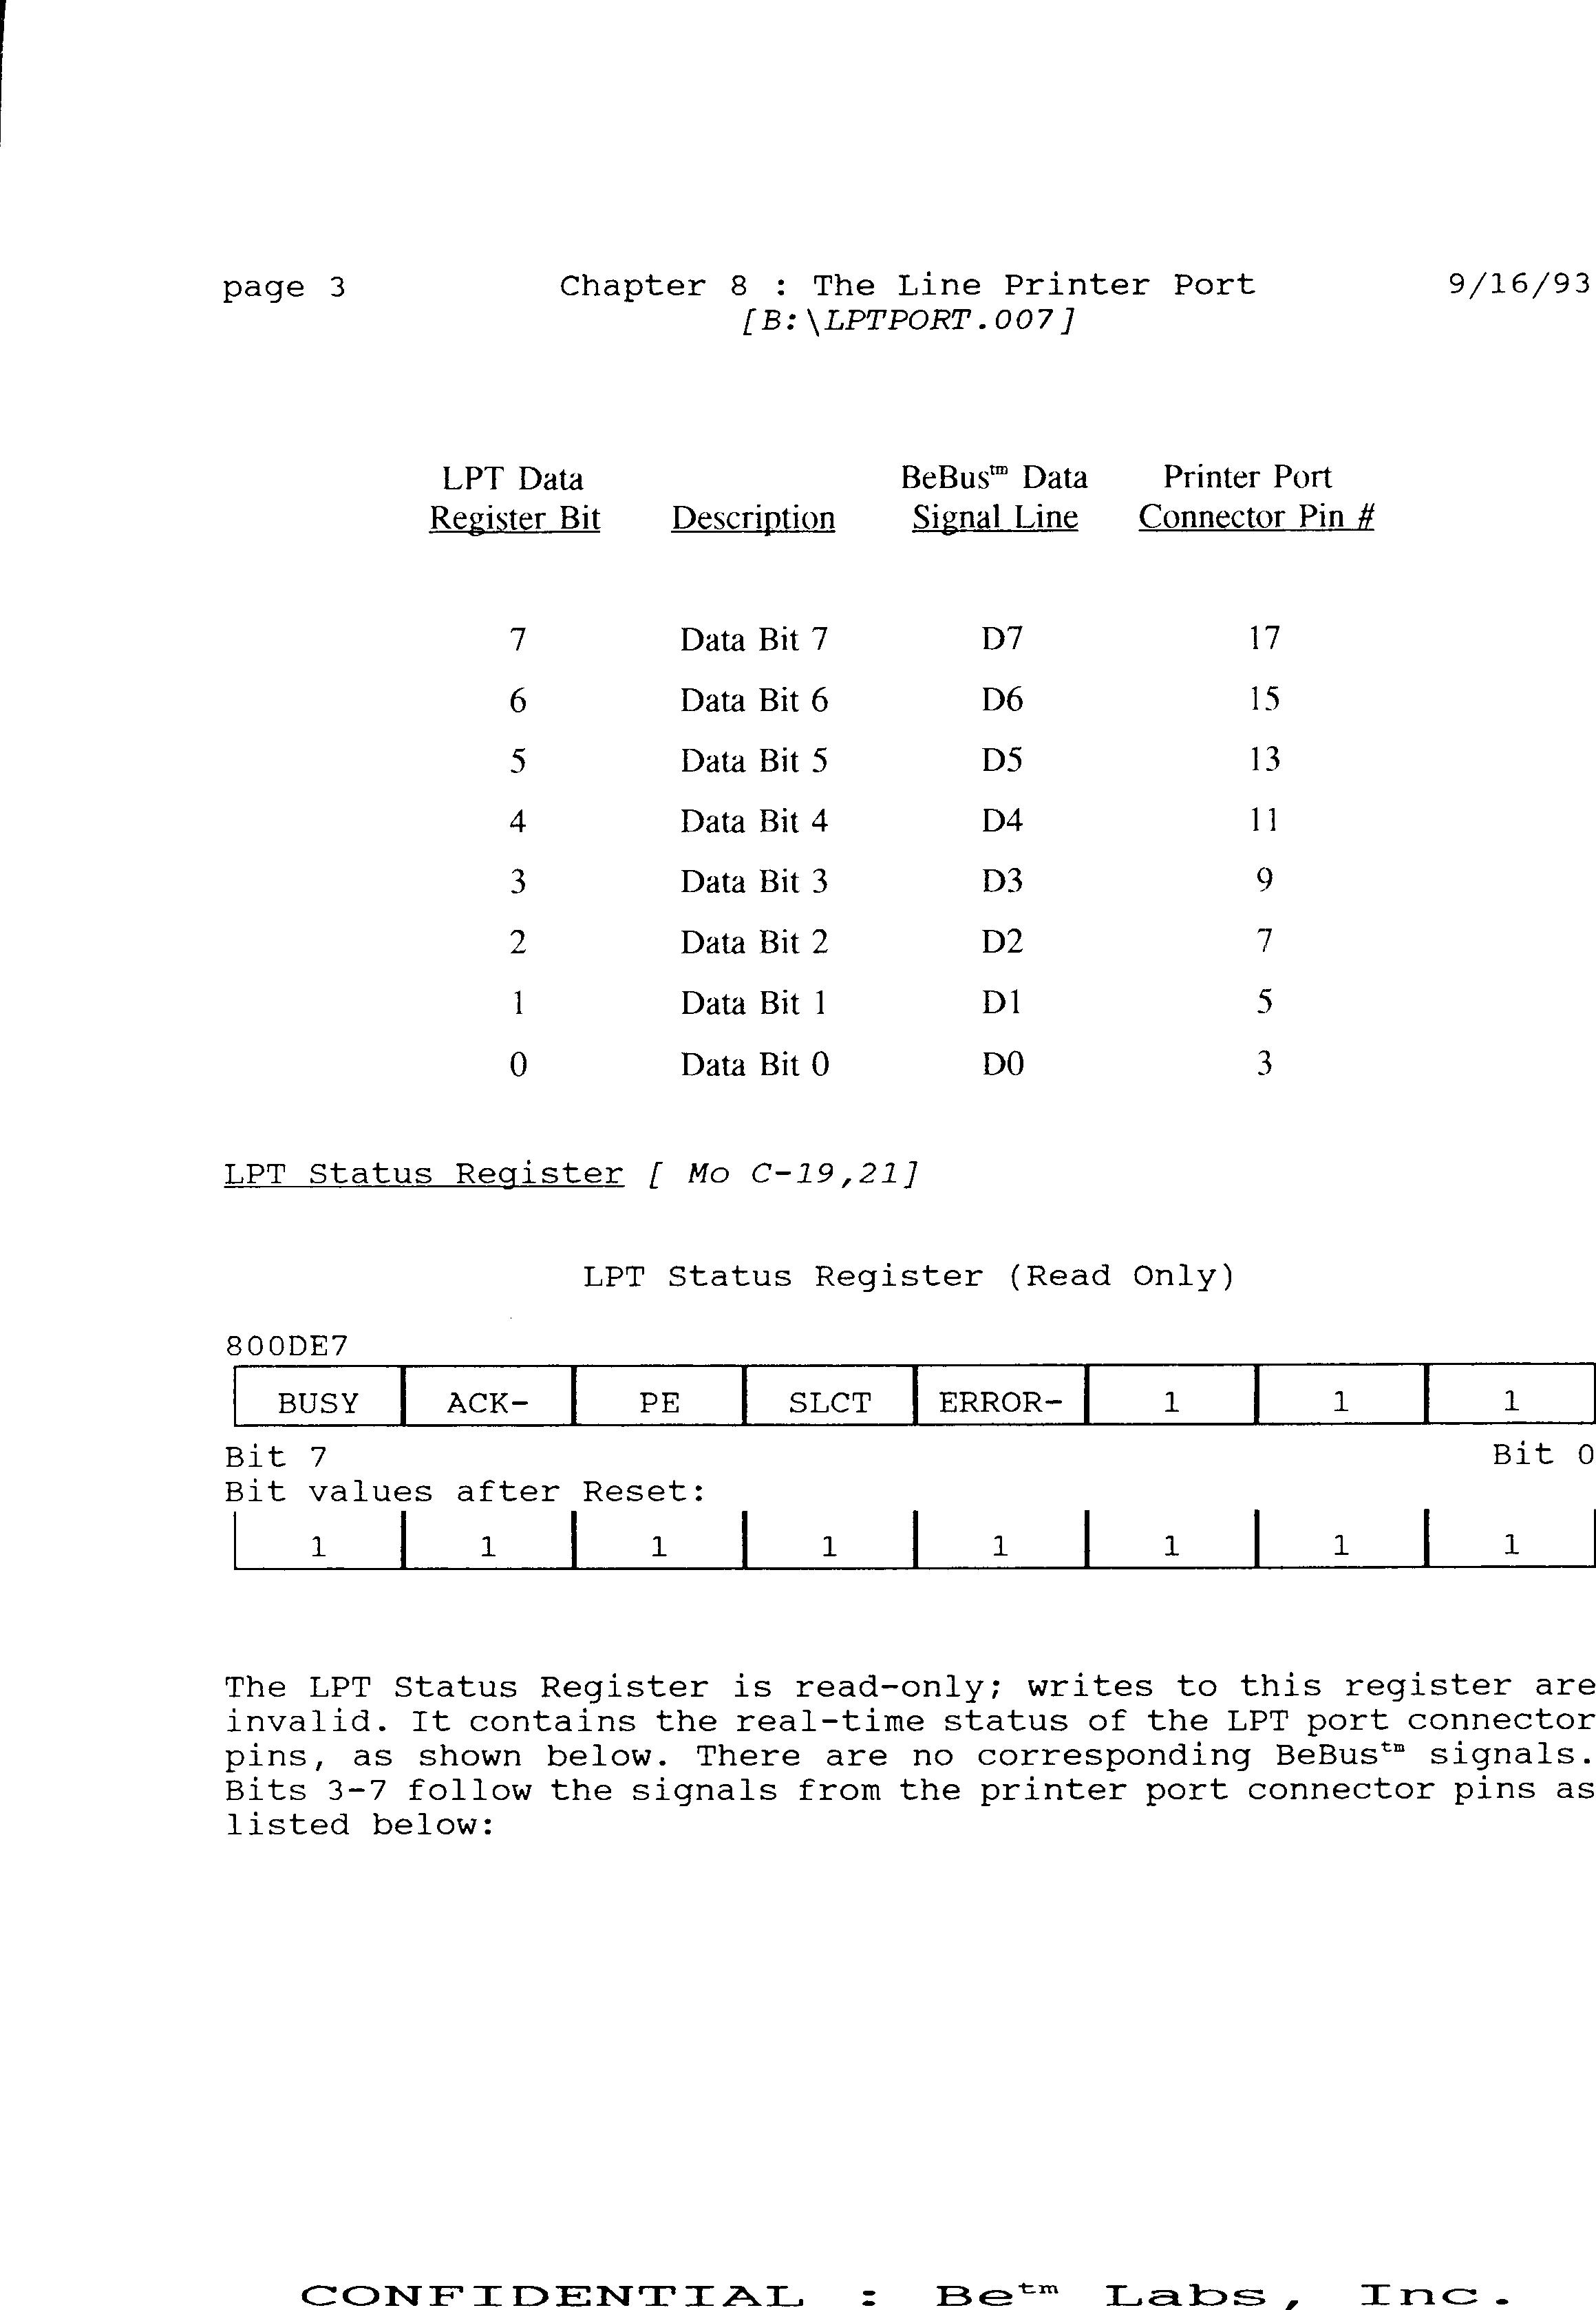 page 3 Chapter 8 : The Line Printer Port 9/16/93
[B:\LPTPORT.007]
LPT Data BeBus™ Data Printer Port
Register Bit Description Signal Line Connector Pin #
7 Data Bit 7 D7 17
6 Data Bit 6 D6 15
5 Data Bit 5 D5 13
4 Data Bit 4 D4 11
3 Data Bit 3 D3 9
2 Data Bit 2 D2 7
1 Data Bit 1 D1 5
0 Data Bit 0 D0 3
LPT Status Register [ Mo C-19,21]
LPT Status Register (Read Only)
800DE7
BUSY ACK- PE SLCT ERROR- 1 1 1
Bit 7 Bit 0
Bit values after Reset:
1 1 1 1 1 1 1 1
The LPT Status Register is read-only; writes to this register are
invalid. It contains the real-time status of the LPT port connector
pins, as shown below. There are no corresponding BeBus™ signals.
Bits 3-7 follow the signals from the printer port connector pins as
listed below:
CONFIDENTIAL : Be™ Labs, Inc.